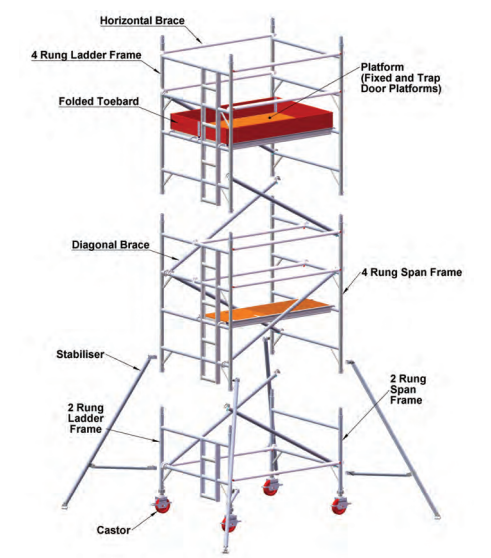 Horizontal Brace
4 Rung Ladder Frame
Platform
(Fixed and Trap
Door Platforms)
Folded Toebard
Diagonal Brace
4 Rung Span Frame
Stabiliser
2 Rung
Ladder
Frame
2 Rung
Span
Frame
Castor